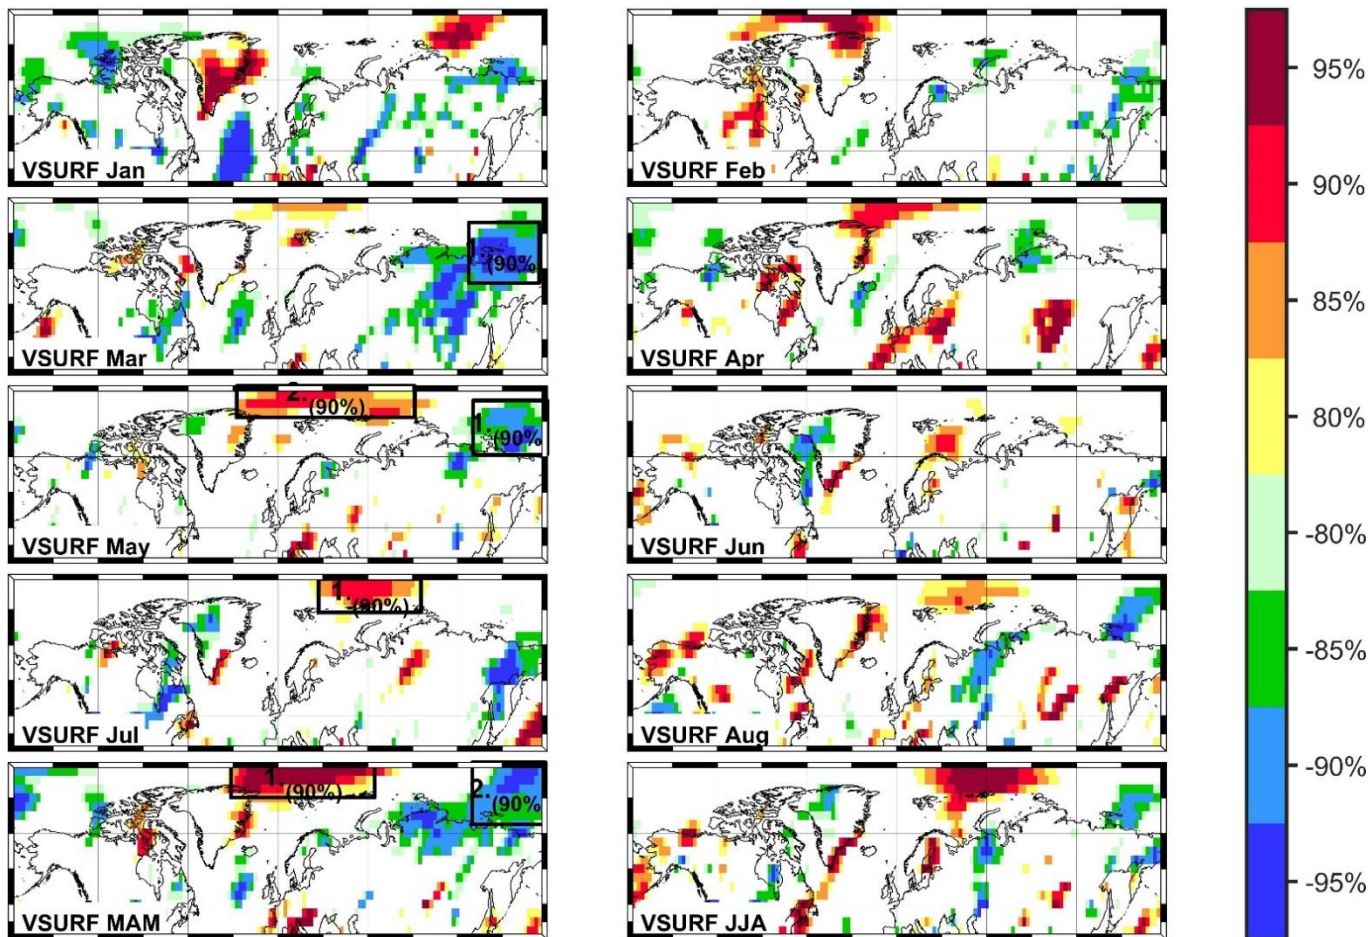 VSURF Jan
VSURF Feb
1.
(90%
VSURF Mar
VSURF Apr
2.
(90%)
1.
(90%
VSURF May
VSURF Jun
1.
(90%)
VSURF Jul
VSURF Aug
1.
(90%)
2.
(90%
VSURF MAM
VSURF JJA
95%
90%
85%
80%
-80%
-85%
-90%
-95%